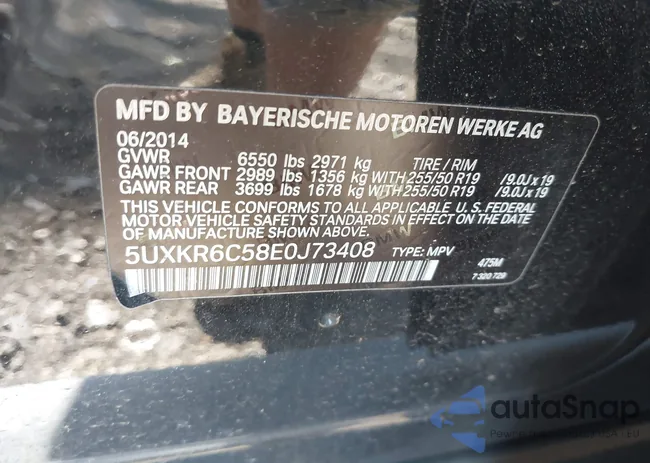 MFD BY BAYERISCHE MOTOREN WERKE AG
06/2014
GVWR 6550 lbs 2971 kg TIRE / RIM
GAWR FRONT 2989 lbs 1356 kg WITH 255/50 R19 /9.0J x 19
GAWR REAR 3699 lbs 1678 kg WITH 255/50 R19 /9.0J x 19
THIS VEHICLE CONFORMS TO ALL APPLICABLE U.S. FEDERAL
MOTOR VEHICLE SAFETY STANDARDS IN EFFECT ON THE DATE
OF MANUFACTURE SHOWN ABOVE.
5UXKR6C58E0J73408 TYPE: MPV 475M
7 320 729
autoSnap